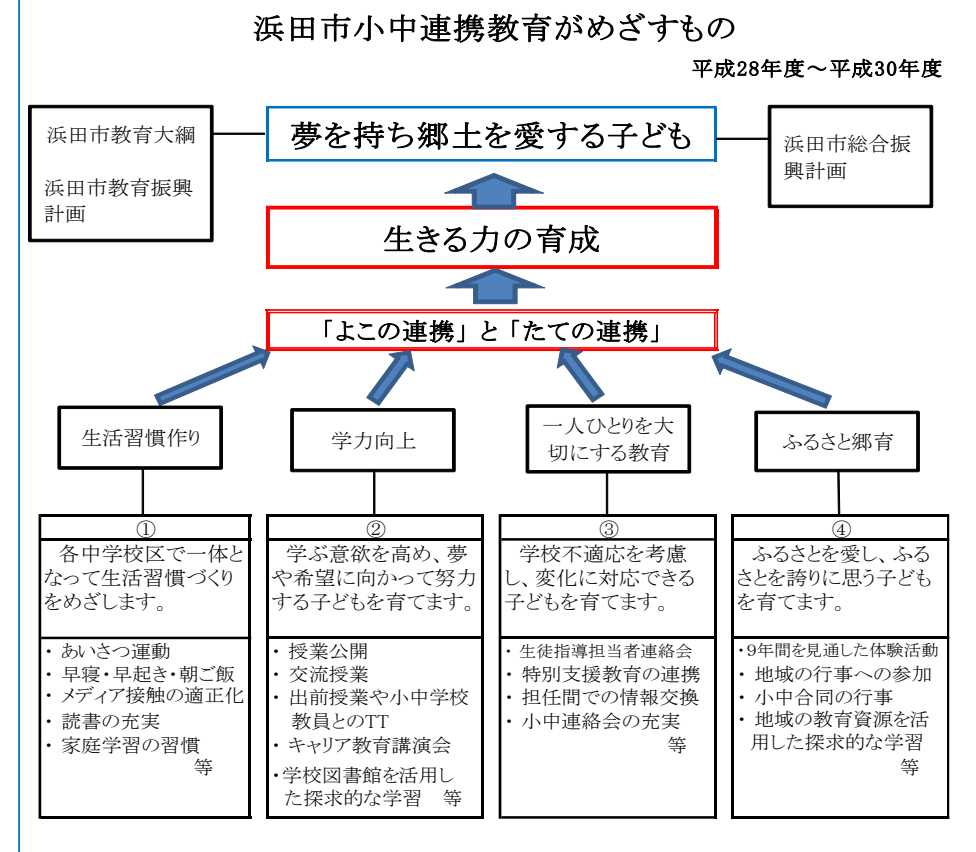 浜田市小中連携教育がめざすもの
平成28年度～平成30年度
浜田市教育大綱
浜田市教育振興
計画
夢を持ち郷土を愛する子ども
浜田市総合振
興計画
生きる力の育成
「よこの連携」と「たての連携」
生活習慣作り
学力向上
一人ひとりを大
切にする教育
ふるさと郷育
①
各中学校区で一体と
なって生活習慣づくり
をめざします。
・あいさつ運動
・早寝・早起き・朝ご飯
・メディア接触の適正化
・読書の充実
・家庭学習の習慣
等
②
学ぶ意欲を高め、夢
や希望に向かって努力
する子どもを育てます。
・授業公開
・交流授業
・出前授業や小中学校
教員とのTT
・キャリア教育講演会
・学校図書館を活用し
た探求的な学習　等
③
学校不適応を考慮
し、変化に対応できる
子どもを育てます。
・生徒指導担当者連絡会
・特別支援教育の連携
・担任間での情報交換
・小中連絡会の充実
等
④
ふるさとを愛し、ふる
さとを誇りに思う子ども
を育てます。
・9年間を見通した体験活動
・地域の行事への参加
・小中合同の行事
・地域の教育資源を活
用した探求的な学習
等